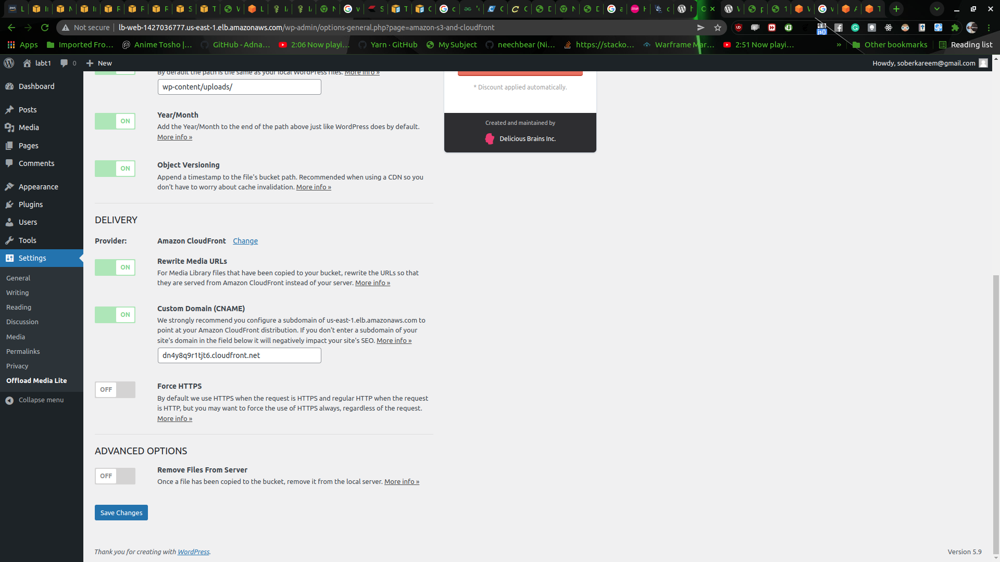 Not secure
lb-web-1427036777.us-east-1.elb.amazonaws.com/wp-admin/options-general.php?page=amazon-s3-and-cloudfront
js()
Apps
Imported Fro...
Anime Tosho |...
GitHub - Adna...
2:06 Now playi...
Yarn · GitHub
My Subject
neechbear (Ni...
https://stacko...
Warframe Mar...
2:51 Now playi...
»
Other bookmarks
Reading list
labt1
0
New
Howdy, soberkareem@gmail.com
Dashboard
Posts
Media
Pages
Comments
Appearance
Plugins
Users
Tools
Settings
General
Writing
Reading
Discussion
Media
Permalinks
Privacy
Offload Media Lite
Collapse menu
By default the path is the same as your local WordPress files. More info »
wp-content/uploads/
ON
Year/Month
Add the Year/Month to the end of the path above just like WordPress does by default.
More info »
ON
Object Versioning
Append a timestamp to the file's bucket path. Recommended when using a CDN so you
don't have to worry about cache invalidation. More info »
DELIVERY
Provider:
Amazon CloudFront Change
ON
Rewrite Media URLs
For Media Library files that have been copied to your bucket, rewrite the URLs so that
they are served from Amazon CloudFront instead of your server. More info »
ON
Custom Domain (CNAME)
We strongly recommend you configure a subdomain of us-east-1.elb.amazonaws.com to
point at your Amazon CloudFront distribution. If you don't enter a subdomain of your
site's domain in the field below it will negatively impact your site's SEO. More info »
dn4y8q9r1tjt6.cloudfront.net
OFF
Force HTTPS
By default we use HTTPS when the request is HTTPS and regular HTTP when the request
is HTTP, but you may want to force the use of HTTPS always, regardless of the request.
More info »
ADVANCED OPTIONS
OFF
Remove Files From Server
Once a file has been copied to the bucket, remove it from the local server. More info »
Save Changes
* Discount applied automatically.
Created and maintained by
Delicious Brains Inc.
Thank you for creating with WordPress.
Version 5.9